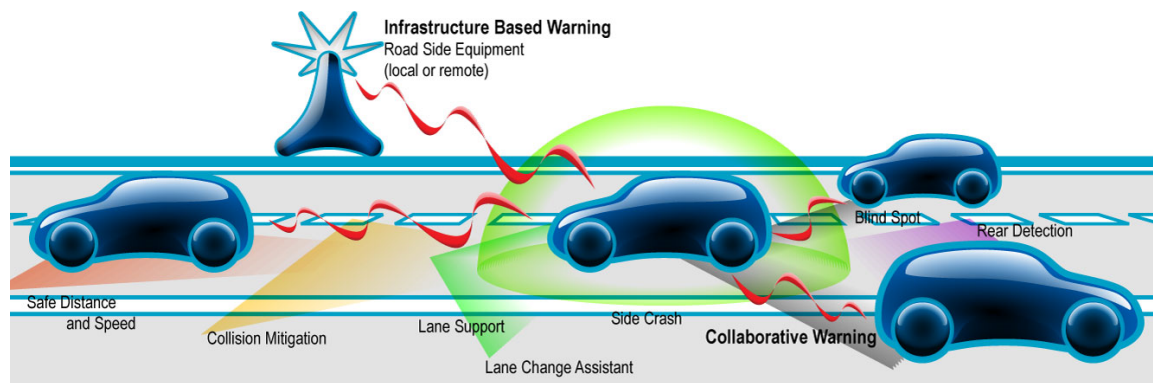 Infrastructure Based Warning
Road Side Equipment
(local or remote)
Blind Spot
Rear Detection
Safe Distance
and Speed
Collision Mitigation
Lane Support
Side Crash
Collaborative Warning
Lane Change Assistant